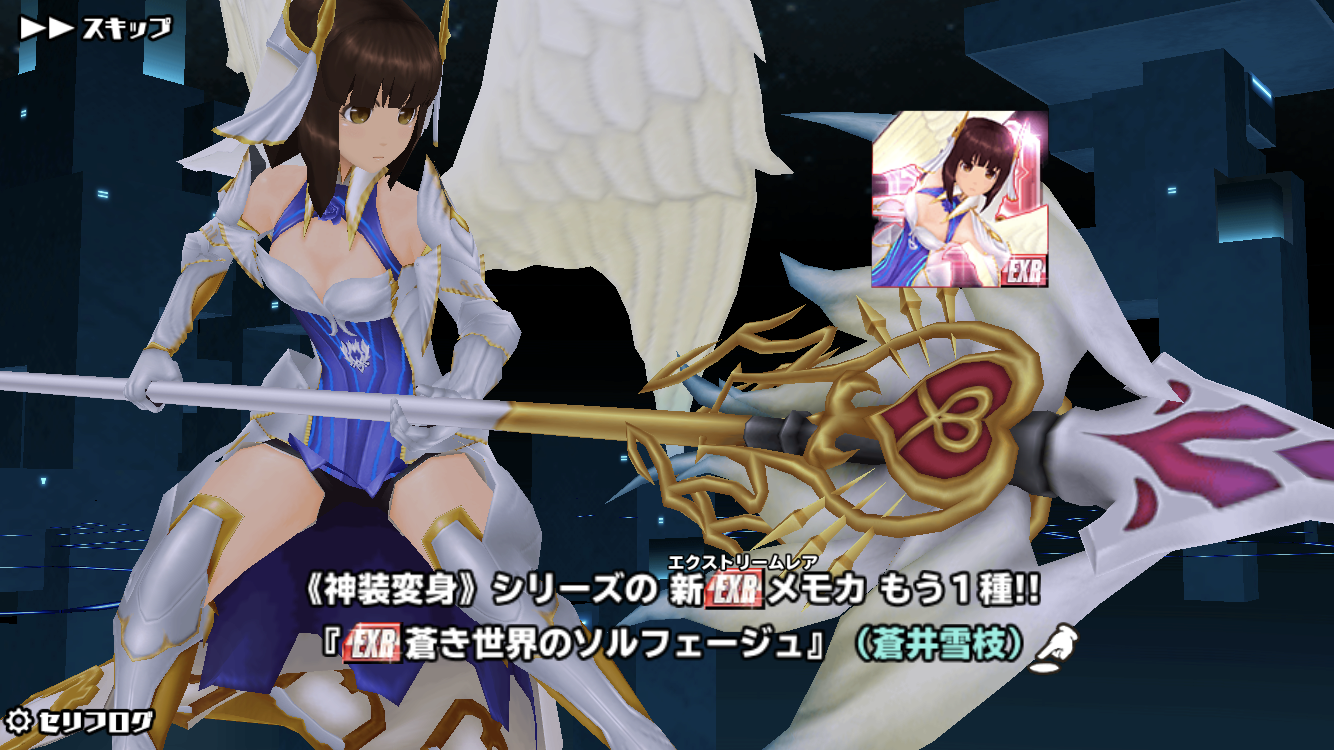 スキップ
EXR
エクストリームレア
《神装変身》シリーズの 新EXRメモカ もう1種!!
『EXR蒼き世界のソルフェージュ』(蒼井雪枝)
セリフログ